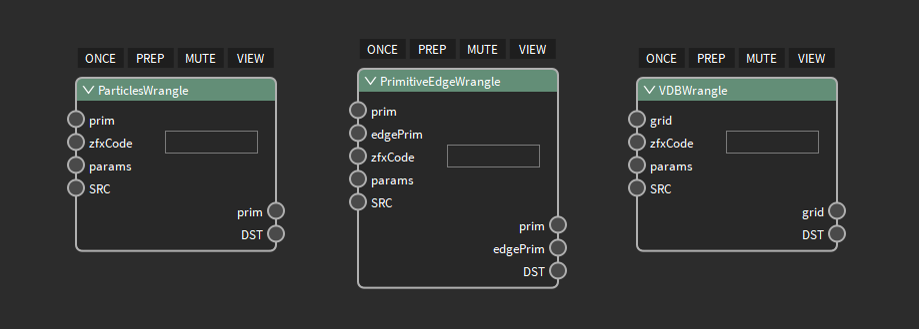 ONCE PREP MUTE VIEW
ParticlesWrangle
prim
zfxCode
params
SRC
prim
DST
ONCE PREP MUTE VIEW
PrimitiveEdgeWrangle
prim
edgePrim
zfxCode
params
SRC
prim
edgePrim
DST
ONCE PREP MUTE VIEW
VDBWrangle
grid
zfxCode
params
SRC
grid
DST